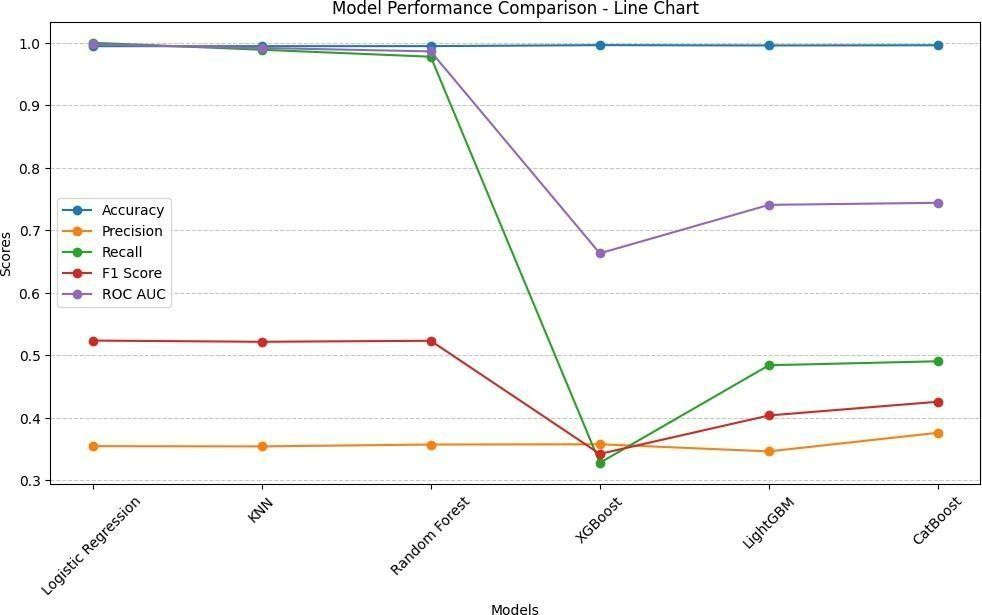 Model Performance Comparison - Line Chart
1.0
0.9
0.8
0.7
0.6
0.5
0.4
0.3
Scores
Accuracy
Precision
Recall
F1 Score
ROC AUC
Logistic Regression
KNN
Random Forest
XGBoost
LightGBM
CatBoost
Models